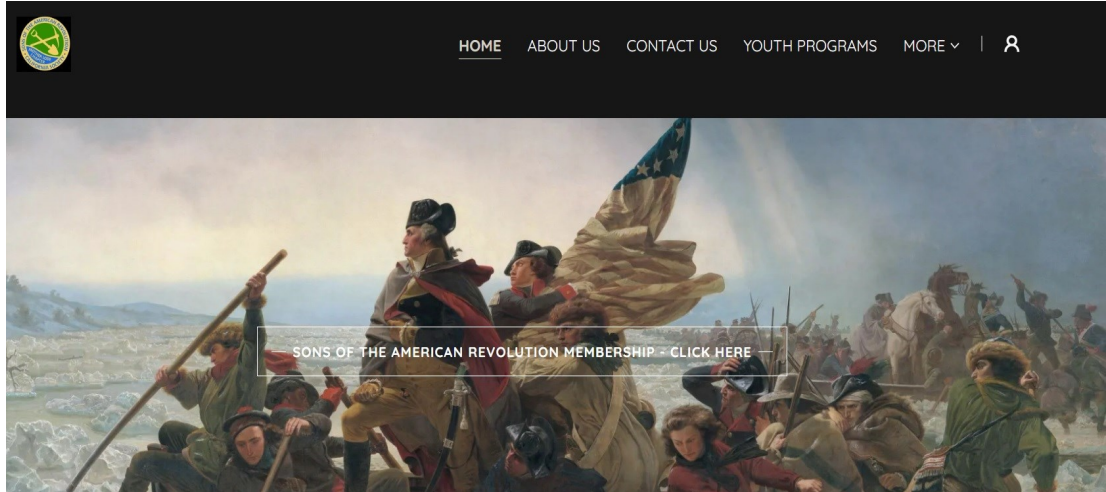 HOME ABOUT US CONTACT US YOUTH PROGRAMS MORE
SONS OF THE AMERICAN REVOLUTION MEMBERSHIP - CLICK HERE —